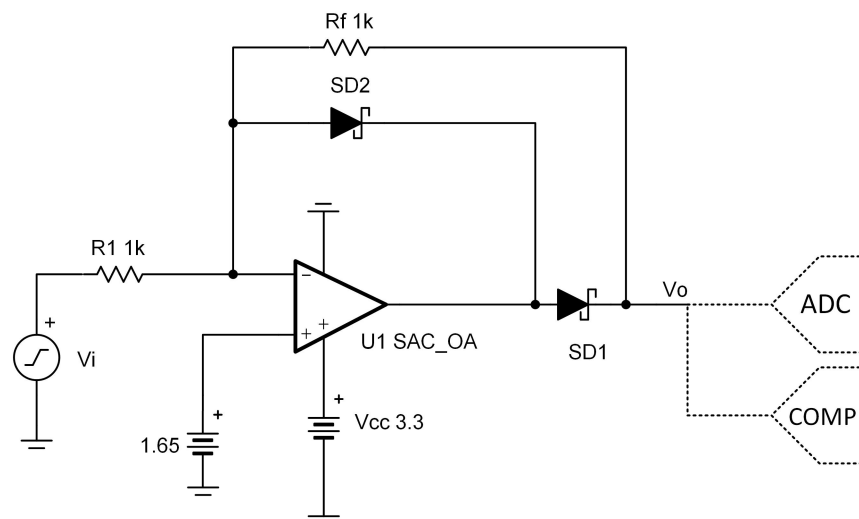 Rf 1k
SD2
R1 1k
−
+
+
U1 SAC_OA
Vo
ADC
SD1
+
Vi
+
1.65
+
Vcc 3.3
COMP